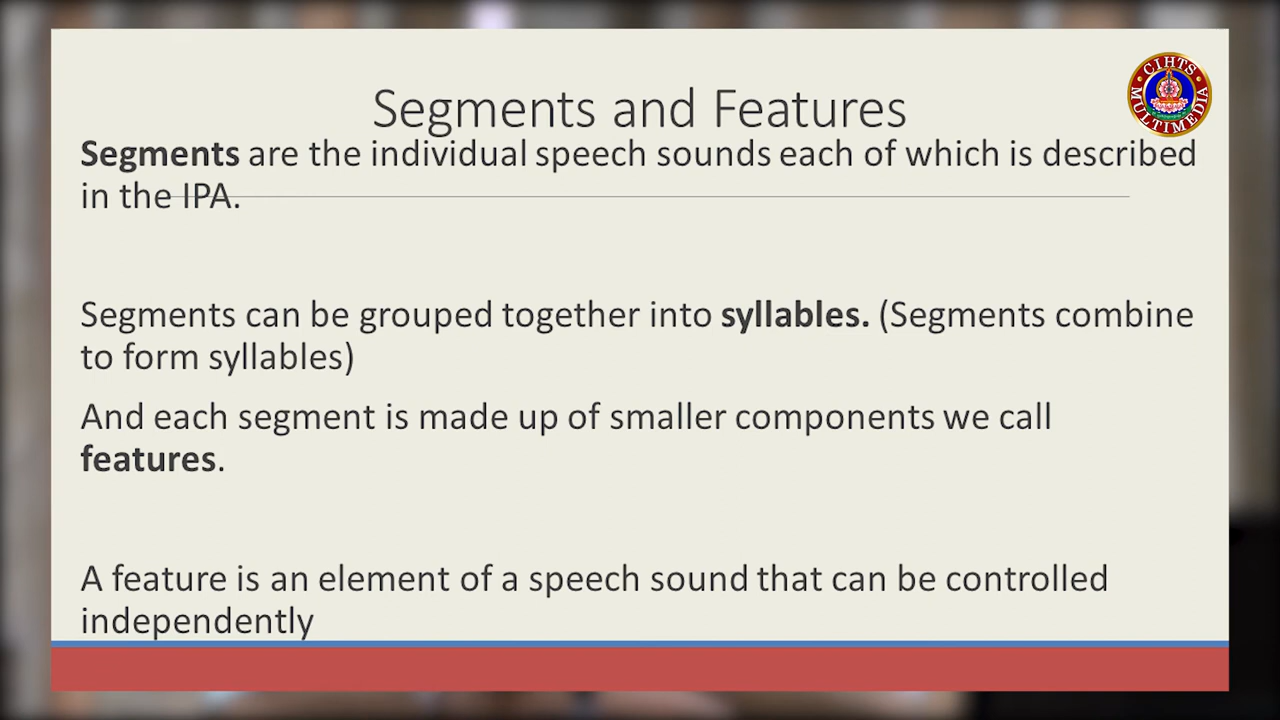 Segments and Features
CIHTS
MULTIMEDIA
Segments are the individual speech sounds each of which is described
in the IPA.
Segments can be grouped together into syllables. (Segments combine
to form syllables)
And each segment is made up of smaller components we call
features.
A feature is an element of a speech sound that can be controlled
independently